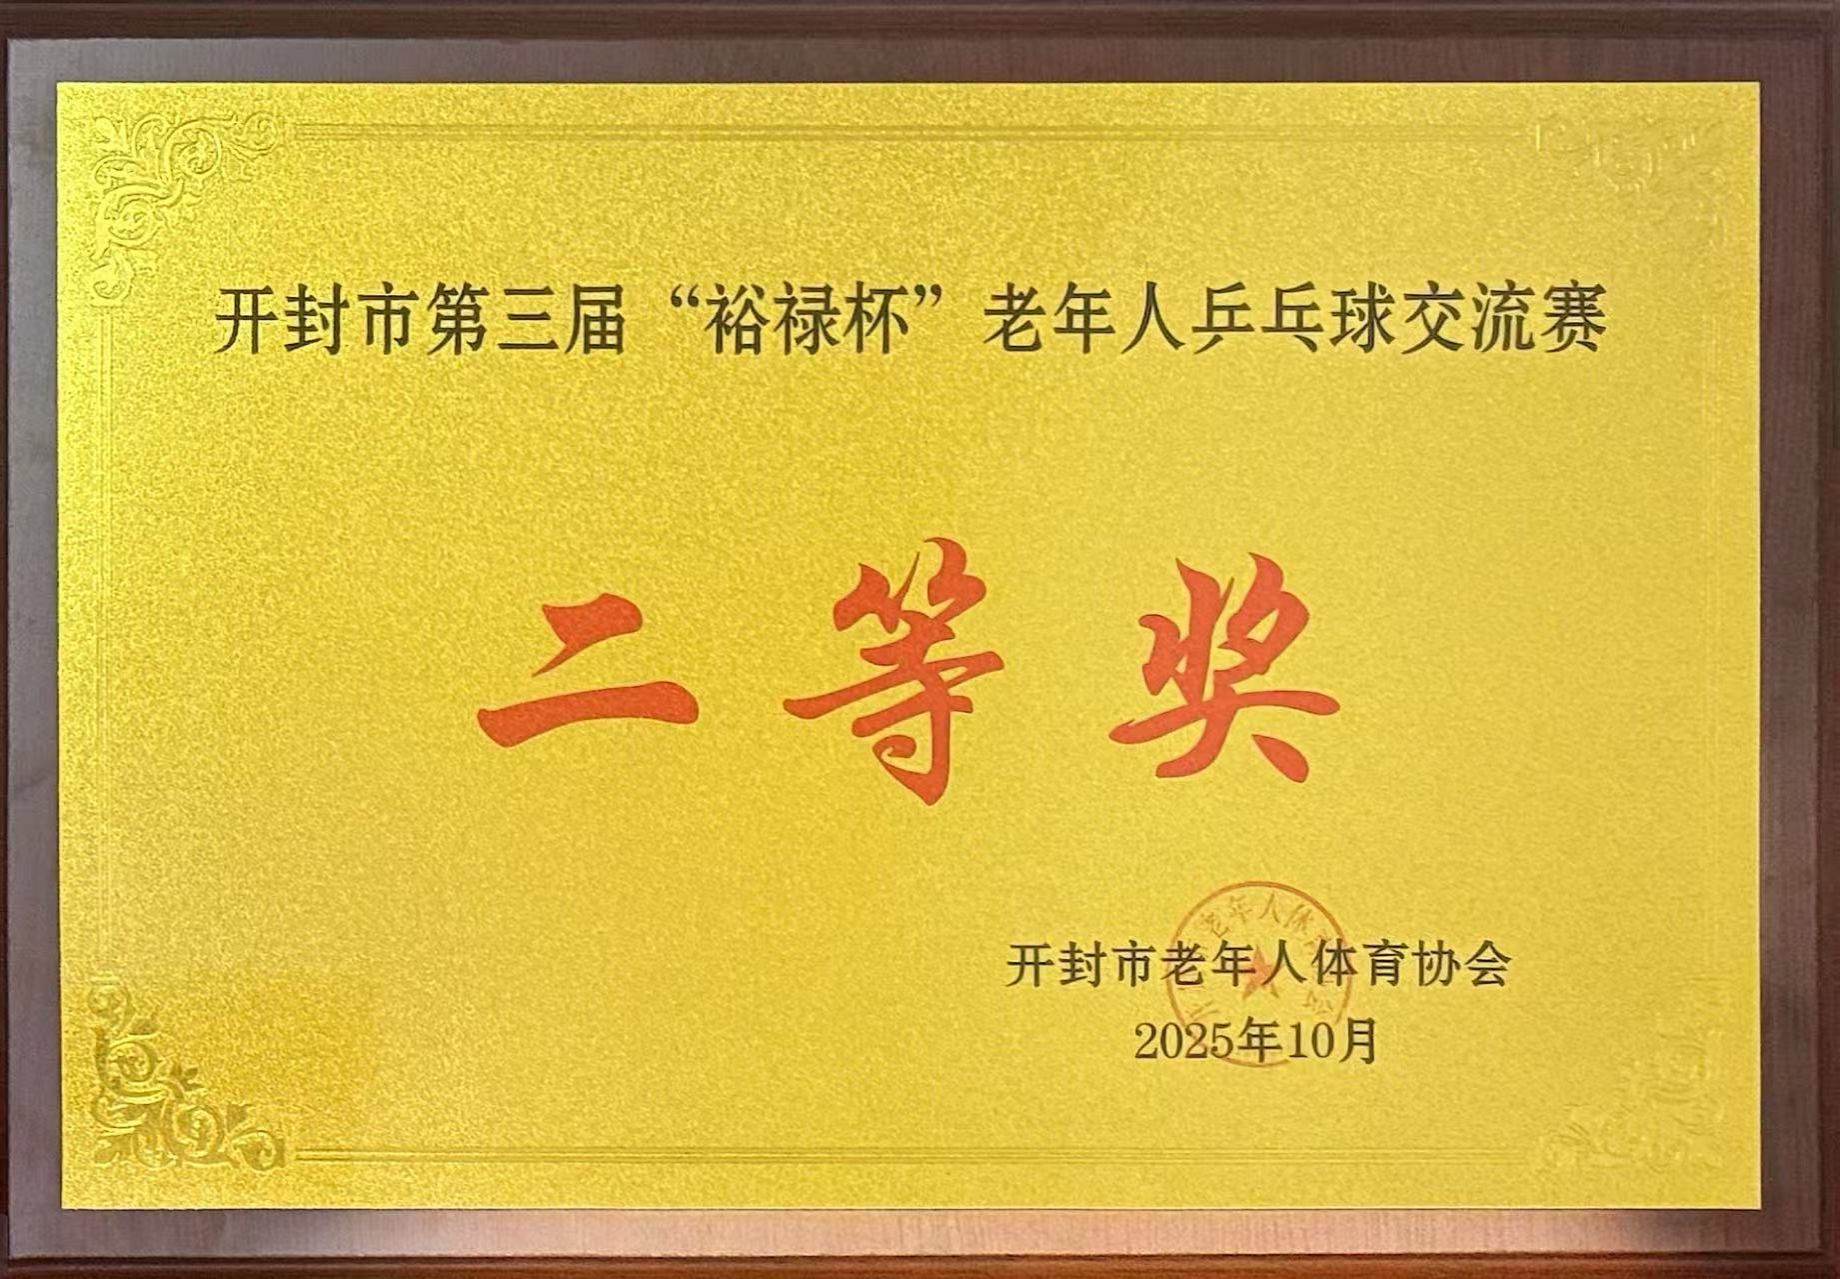 开封市第三届“裕禄杯”老年人乒乓球交流赛
二等奖
开封市老年人体育协会
2025年10月